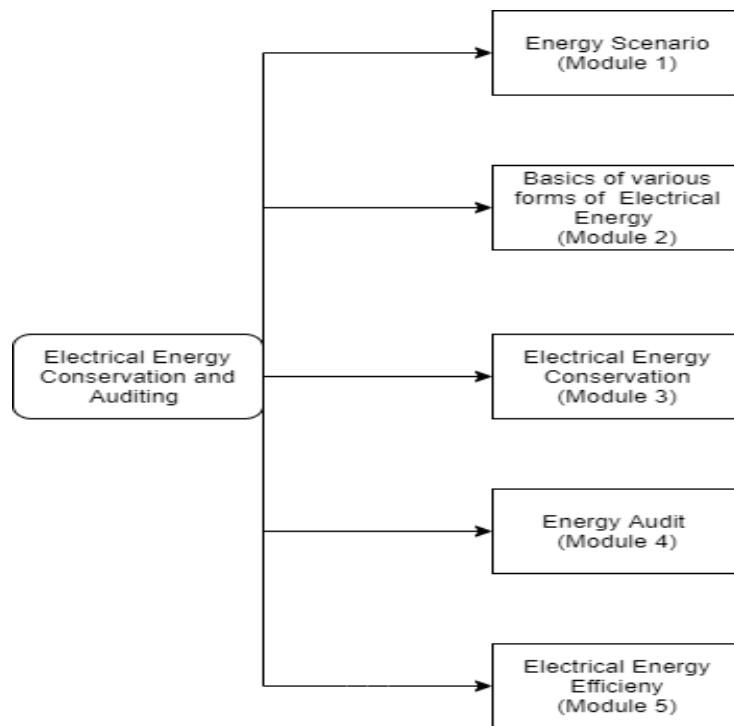 Energy Scenario
(Module 1)
Basics of various
forms of Electrical
Energy
(Module 2)
Electrical Energy
Conservation and
Auditing
Electrical Energy
Conservation
(Module 3)
Energy Audit
(Module 4)
Electrical Energy
Efficieny
(Module 5)